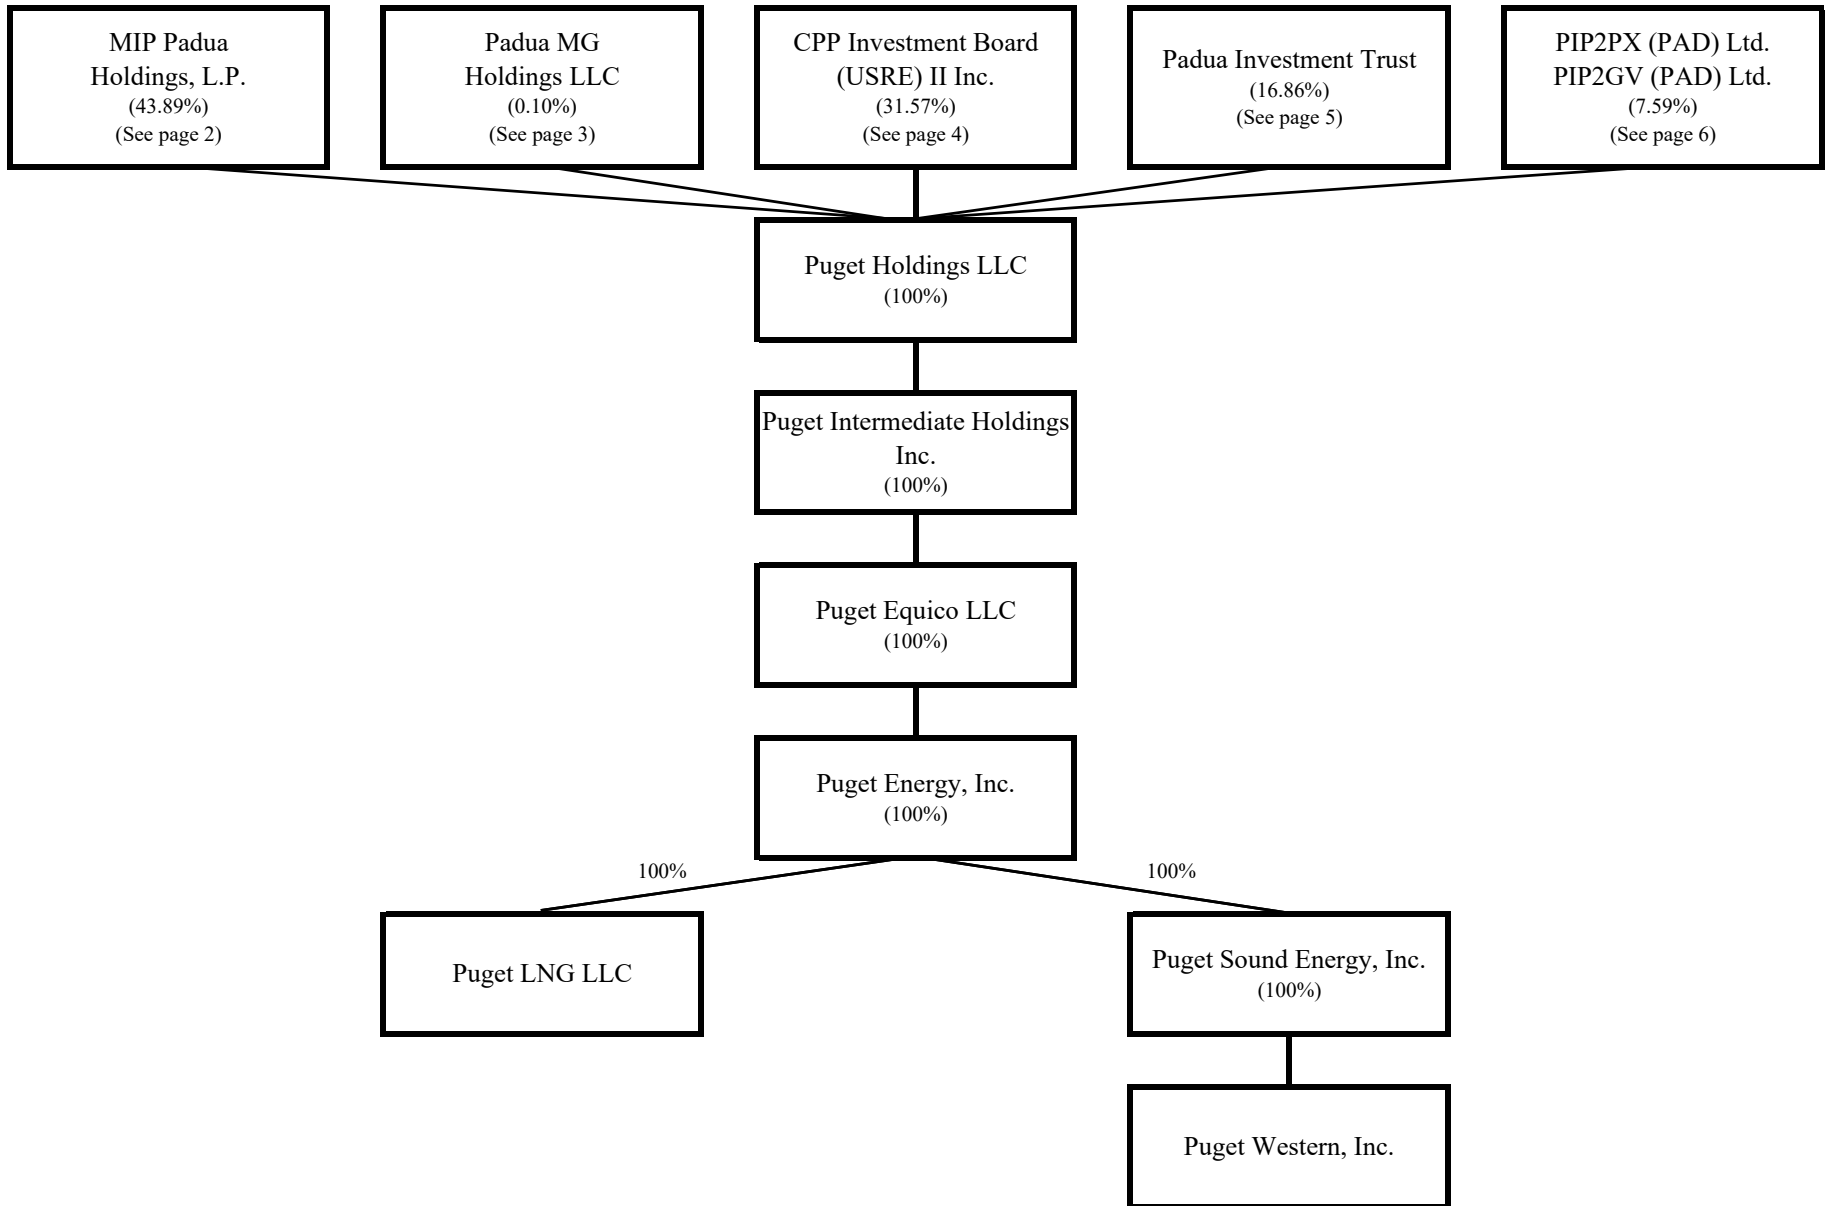 MIP Padua
Holdings, L.P.
(43.89%)
(See page 2)
Padua MG
Holdings LLC
(0.10%)
(See page 3)
CPP Investment Board
(USRE) II Inc.
(31.57%)
(See page 4)
Padua Investment Trust
(16.86%)
(See page 5)
PIP2PX (PAD) Ltd.
PIP2GV (PAD) Ltd.
(7.59%)
(See page 6)
Puget Holdings LLC
(100%)
Puget Intermediate Holdings
Inc.
(100%)
Puget Equico LLC
(100%)
Puget Energy, Inc.
(100%)
100%
100%
Puget LNG LLC
Puget Sound Energy, Inc.
(100%)
Puget Western, Inc.